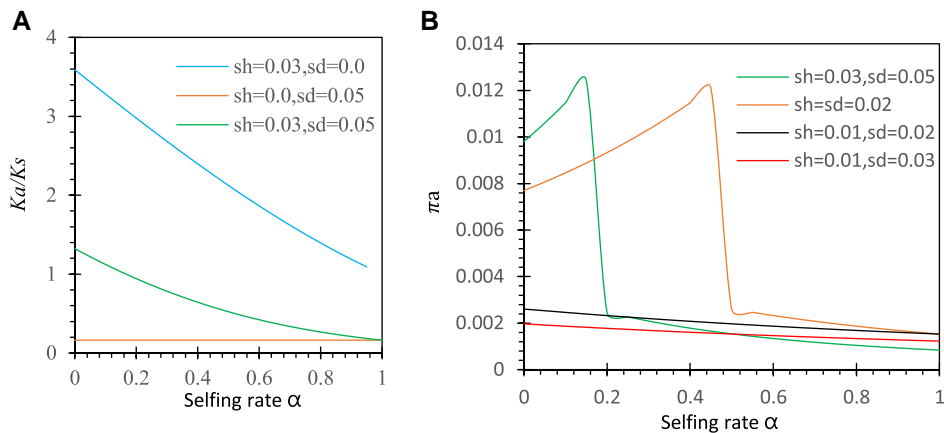 A
4
3
2
1
0
Ka/Ks
0
0.2
0.4
0.6
0.8
1
Selfing rate α
sh=0.03,sd=0.0
sh=0.0,sd=0.05
sh=0.03,sd=0.05
B
0.014
0.012
0.01
0.008
0.006
0.004
0.002
0
πa
0
0.2
0.4
0.6
0.8
1
Selfing rate α
sh=0.03,sd=0.05
sh=sd=0.02
sh=0.01,sd=0.02
sh=0.01,sd=0.03